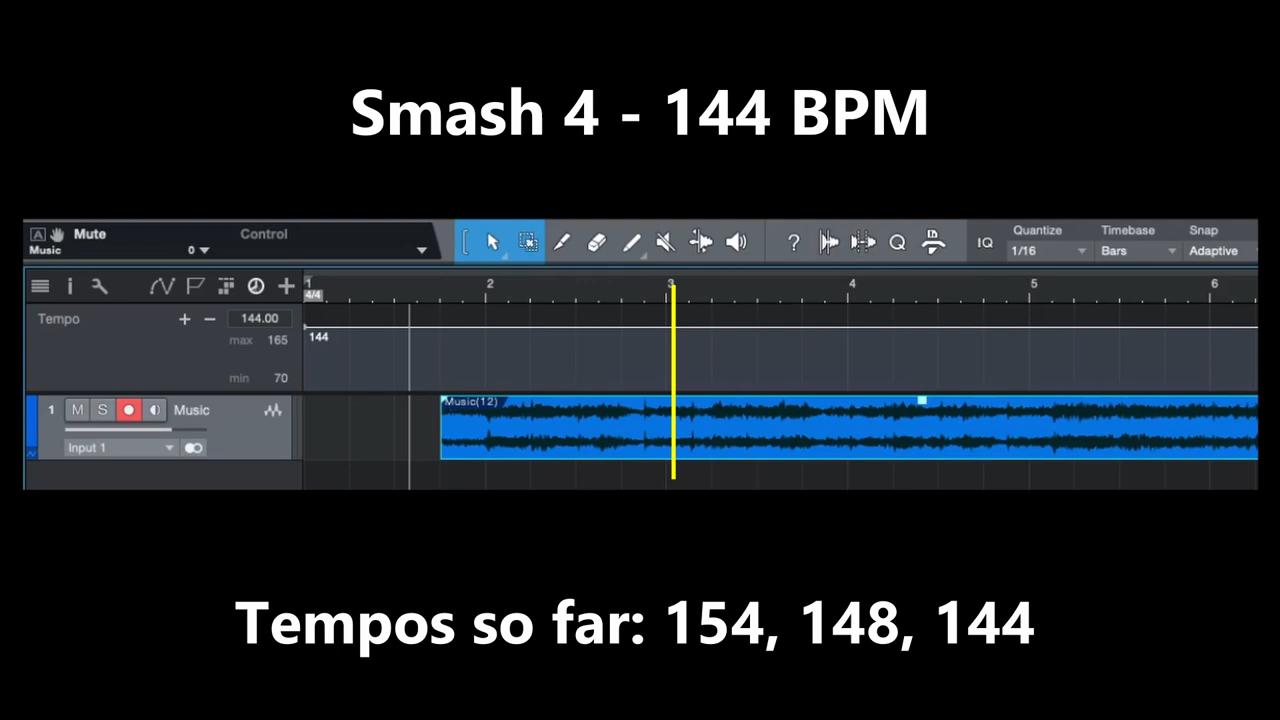 Smash 4 - 144 BPM
A Mute Control
Music 0
? Q IQ
Quantize Timebase Snap
1/16 Bars Adaptive
i 1 2 3 4 5 6
4/4
Tempo + - 144.00
max 165
144
min 70
1 M S Music
Music(12)
Input 1
Tempos so far: 154, 148, 144